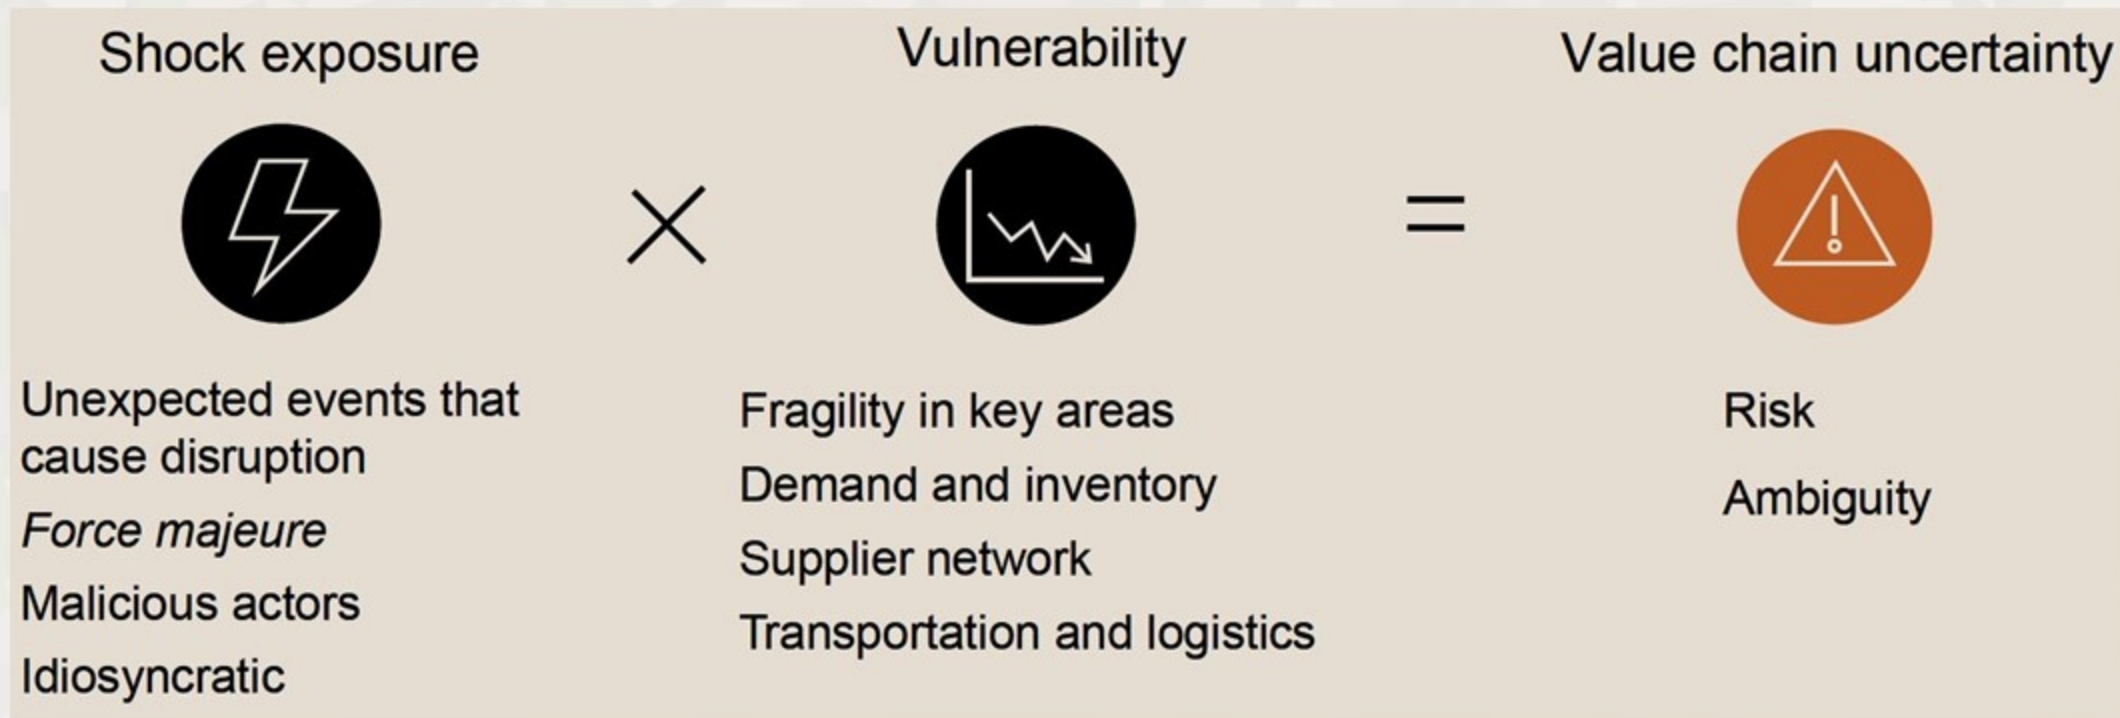 Shock exposure
Vulnerability
Value chain uncertainty
×
=
Unexpected events that
cause disruption
Force majeure
Malicious actors
Idiosyncratic
Fragility in key areas
Demand and inventory
Supplier network
Transportation and logistics
Risk
Ambiguity